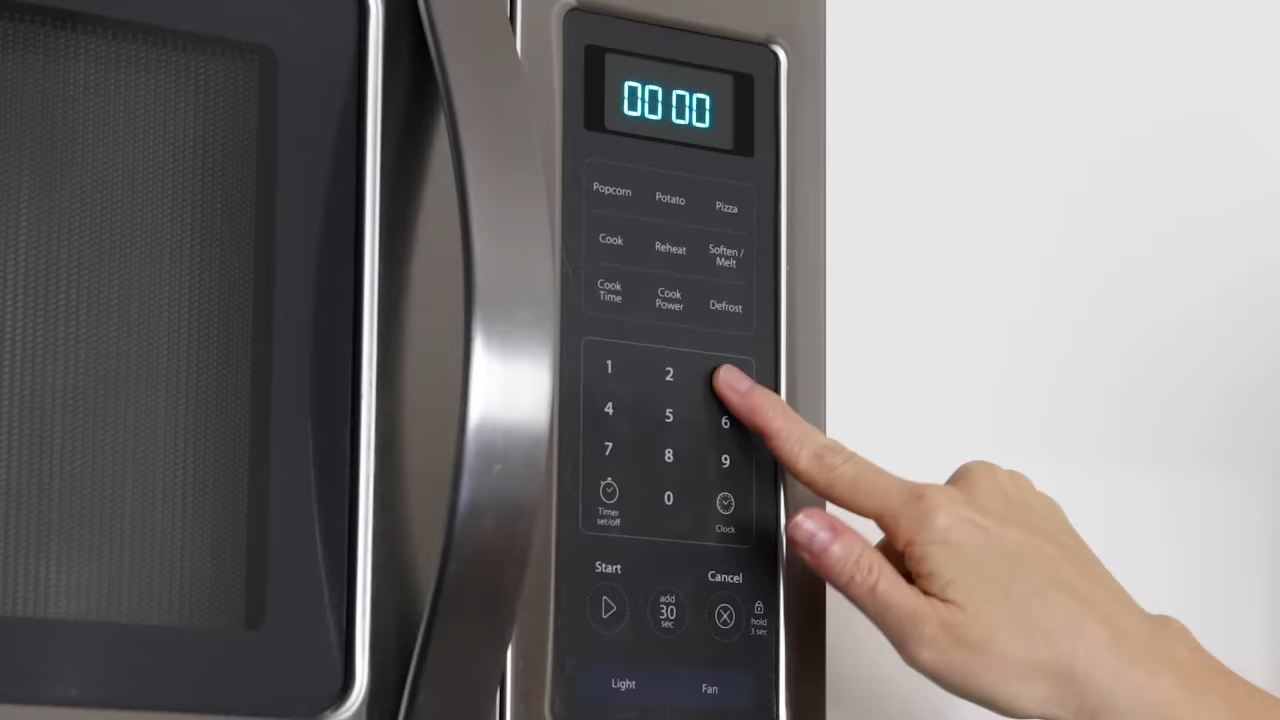 00 00
Popcorn Potato Pizza
Cook Reheat Soften /
Melt
Cook
Time
Cook
Power
Defrost
1 2
4 5 6
7 8 9
0
Timer
set/off
Clock
Start Cancel
add
30
sec
hold
3 sec
Light Fan